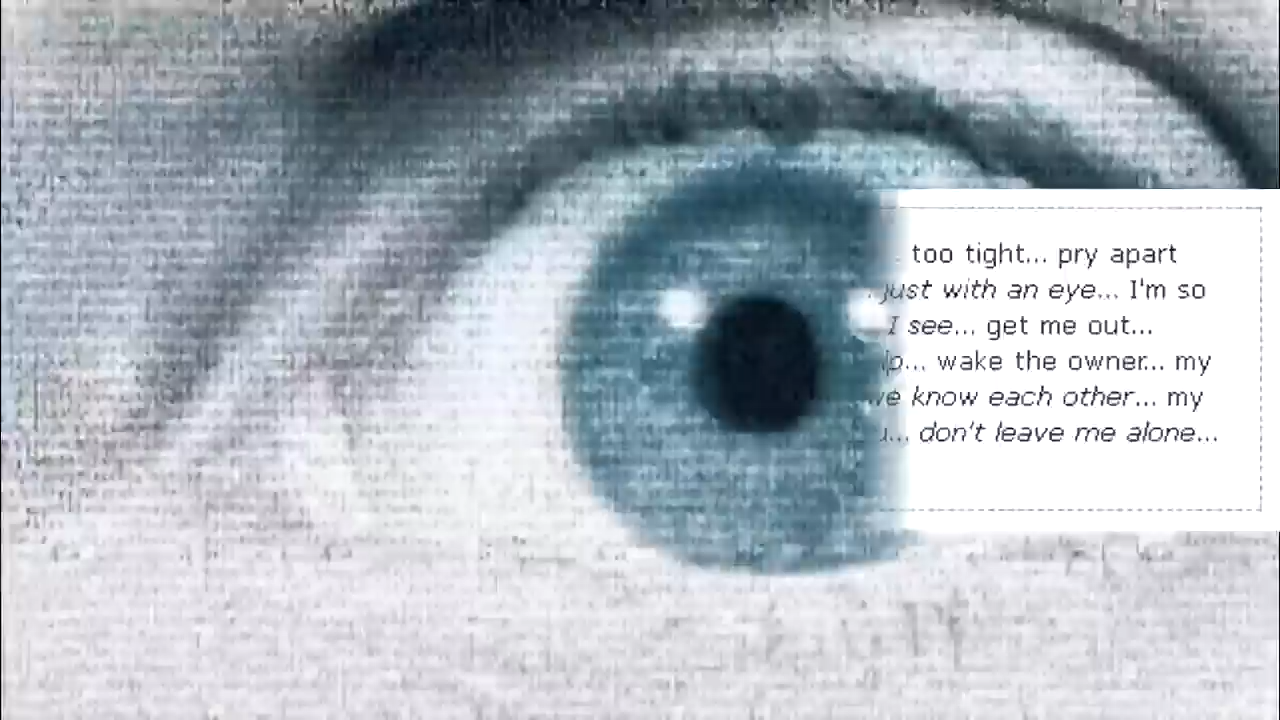 too tight... pry apart
just with an eye... I'm so
I see... get me out...
... wake the owner... my
know each other... my
... don't leave me alone...